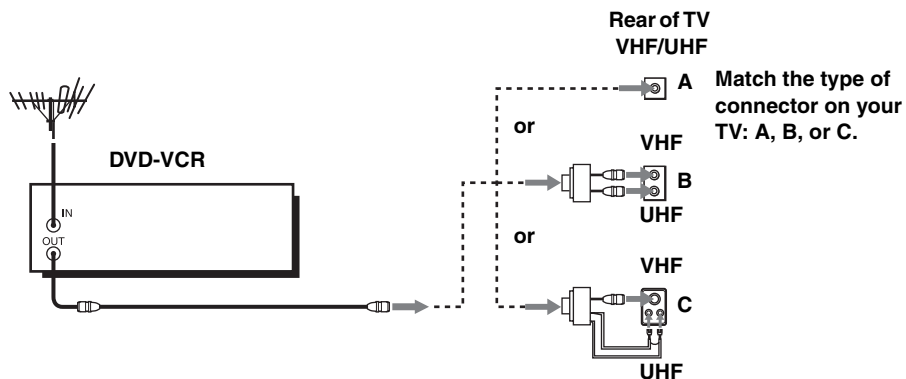 Rear of TV
VHF/UHF
A
Match the type of
connector on your
TV: A, B, or C.
or
VHF
DVD-VCR
B
IN
UHF
OUT
or
VHF
C
UHF